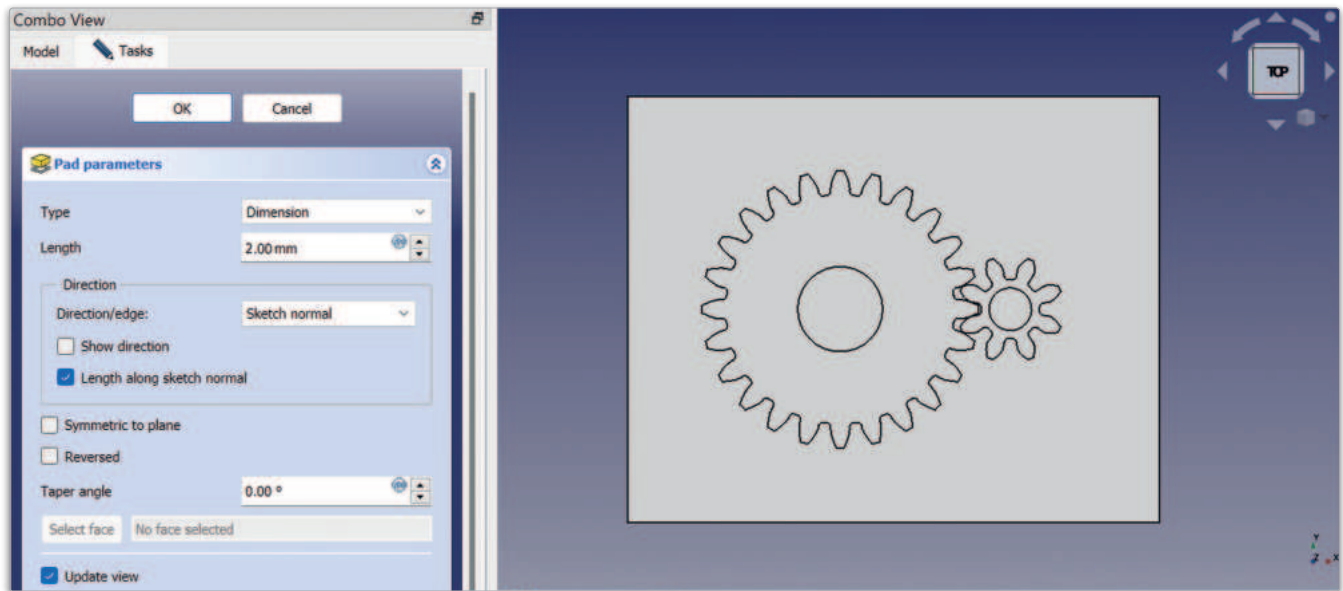 Combo View
Model Tasks
OK Cancel
Pad parameters
Type Dimension
Length 2.00 mm
Direction
Direction/edge: Sketch normal
Show direction
Length along sketch normal
Symmetric to plane
Reversed
Taper angle 0.00 °
Select face No face selected
Update view
TOP
Y
Z X